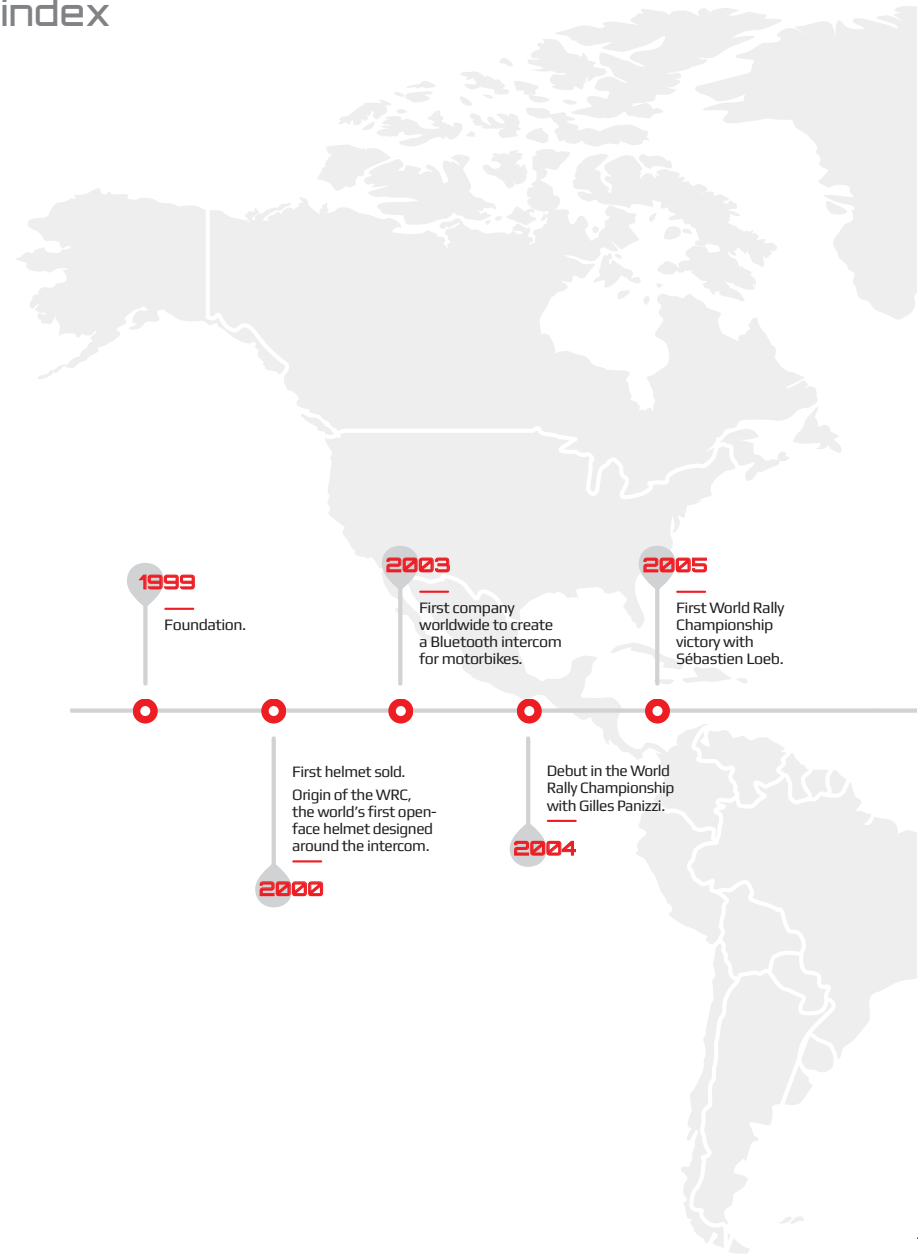 index
1999
Foundation.
2003
First company
worldwide to create
a Bluetooth intercom
for motorbikes.
2005
First World Rally
Championship
victory with
Sébastien Loeb.
First helmet sold.
Origin of the WRC,
the world's first open-
face helmet designed
around the intercom.
2000
Debut in the World
Rally Championship
with Gilles Panizzi.
2004